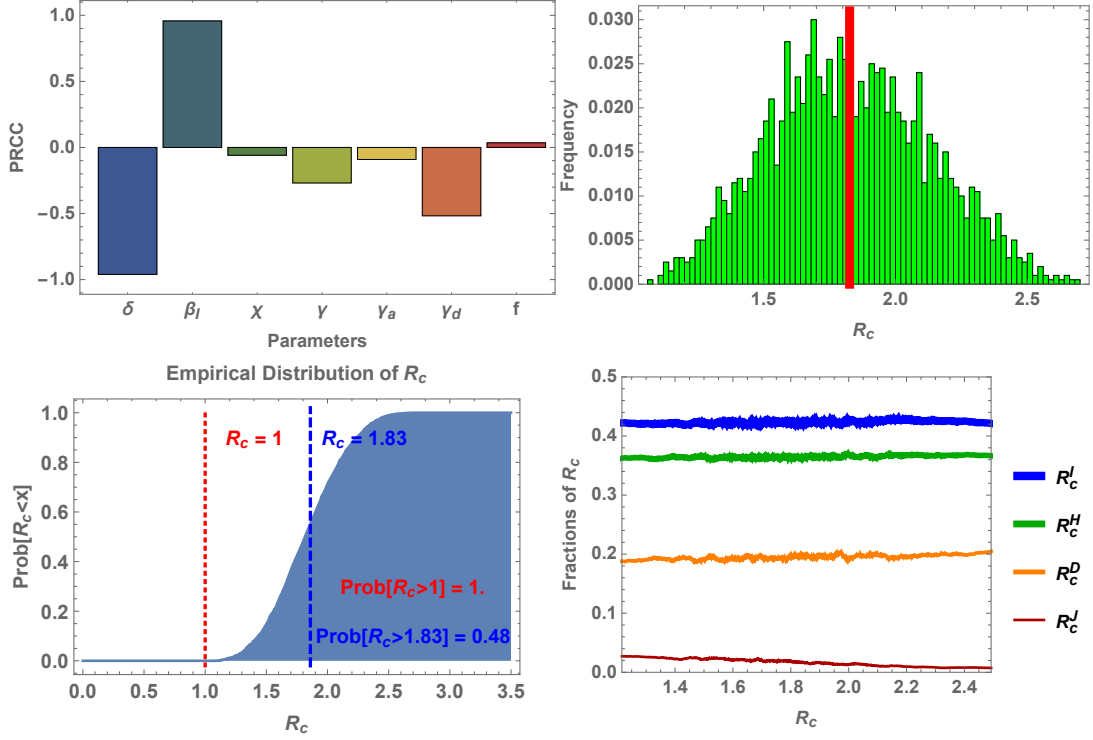 PRCC
1.0
0.5
0.0
−0.5
−1.0
δ
β_I
χ
γ
γ_a
γ_d
f
Parameters
Frequency
0.030
0.025
0.020
0.015
0.010
0.005
0.000
1.5
2.0
2.5
R_c
Empirical Distribution of R_c
Prob[R_c<x]
1.0
0.8
0.6
0.4
0.2
0.0
R_c = 1
R_c = 1.83
Prob[R_c>1] = 1.
Prob[R_c>1.83] = 0.48
0.0
0.5
1.0
1.5
2.0
2.5
3.0
3.5
R_c
Fractions of R_c
0.5
0.4
0.3
0.2
0.1
0.0
1.4
1.6
1.8
2.0
2.2
2.4
R_c
R_c^I
R_c^H
R_c^D
R_c^J